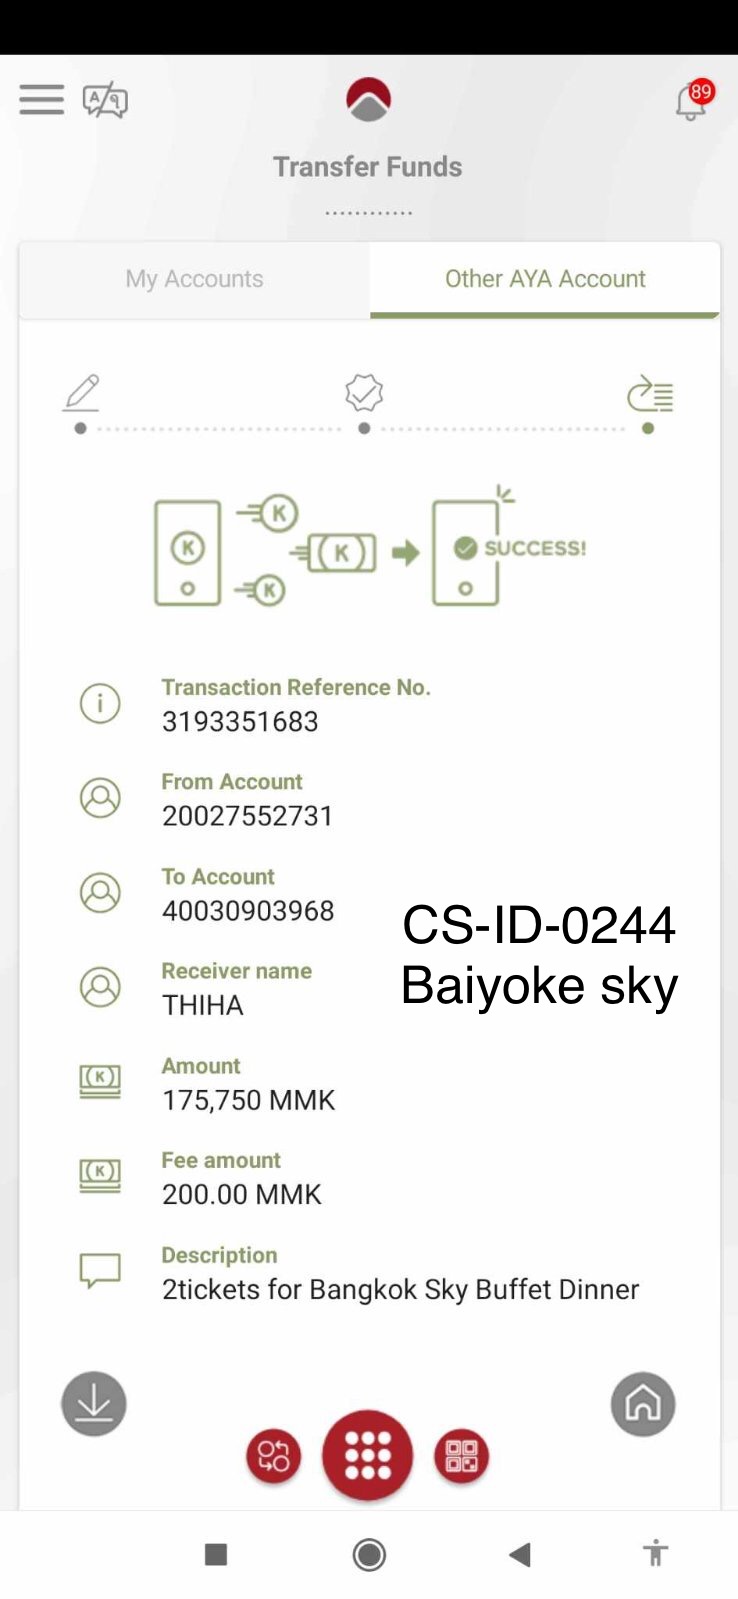 89
Transfer Funds
My Accounts
Other AYA Account
SUCCESS!
Transaction Reference No.
3193351683
From Account
20027552731
To Account
40030903968
CS-ID-0244
Baiyoke sky
Receiver name
THIHA
Amount
175,750 MMK
Fee amount
200.00 MMK
Description
2tickets for Bangkok Sky Buffet Dinner